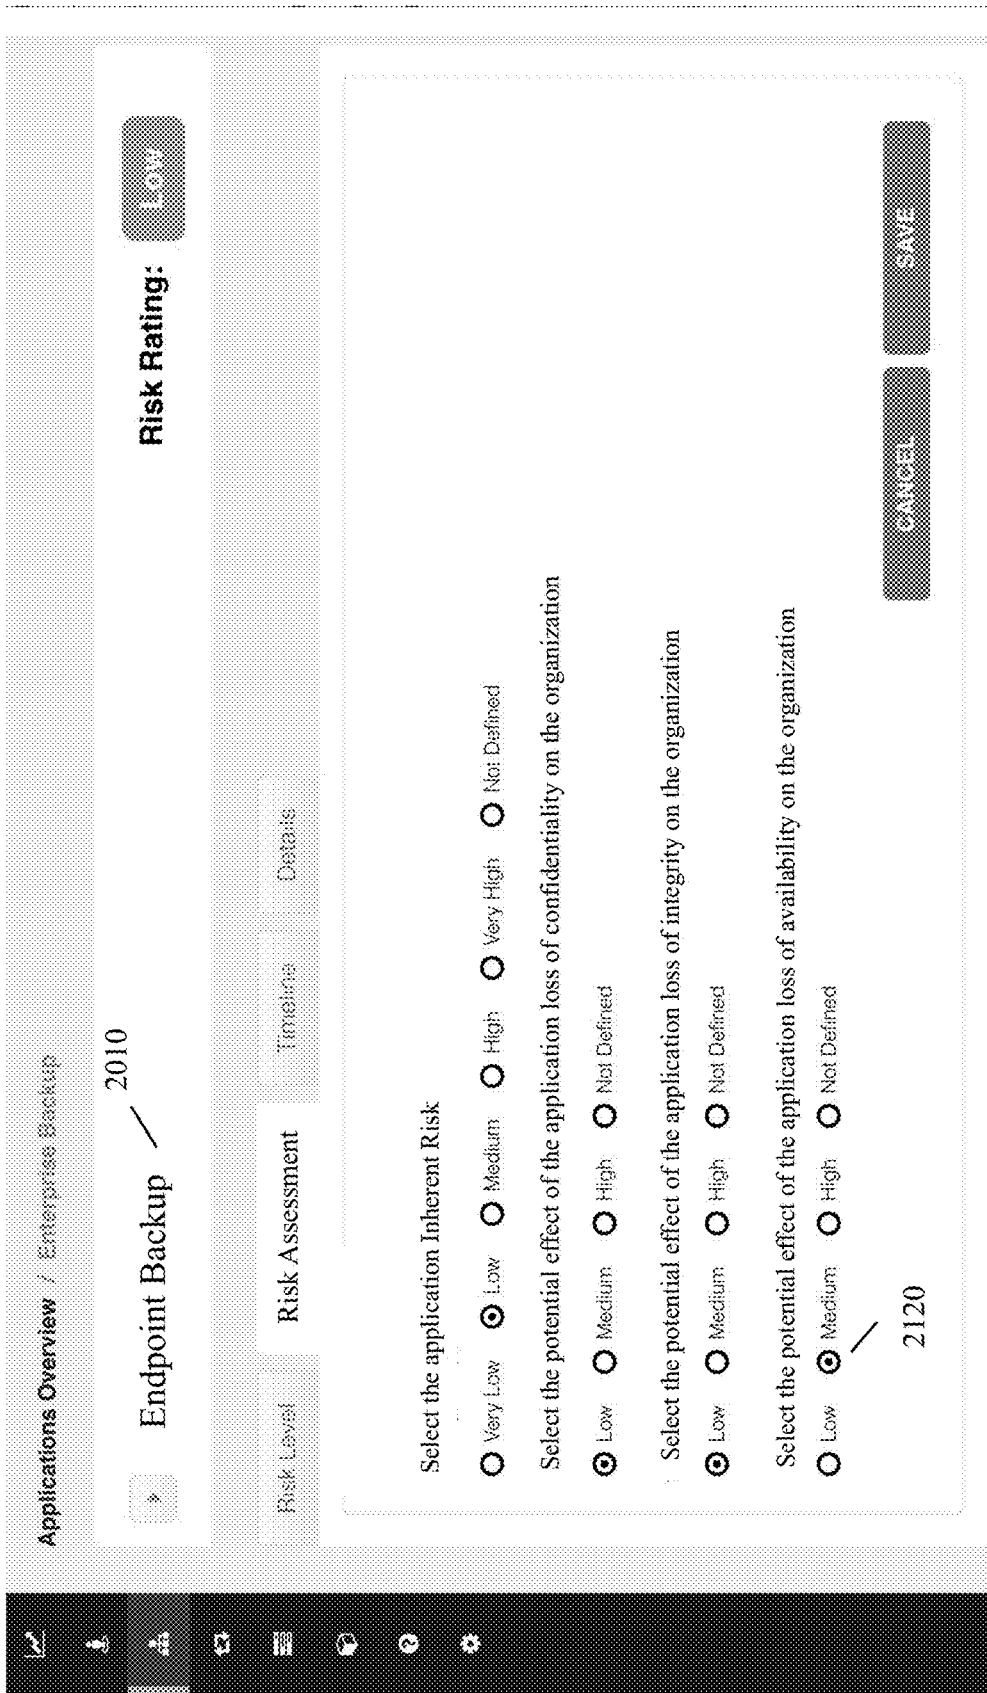 Applications Overview / Enterprise Backup
Endpoint Backup
2010
Risk Rating: Low
Risk Level Risk Assessment Timeline Details
Select the application Inherent Risk
Very Low Low Medium High Very High Not Defined
Select the potential effect of the application loss of confidentiality on the organization
Low Medium High Not Defined
Select the potential effect of the application loss of integrity on the organization
Low Medium High Not Defined
Select the potential effect of the application loss of availability on the organization
Low Medium High Not Defined
2120
CANCEL SAVE